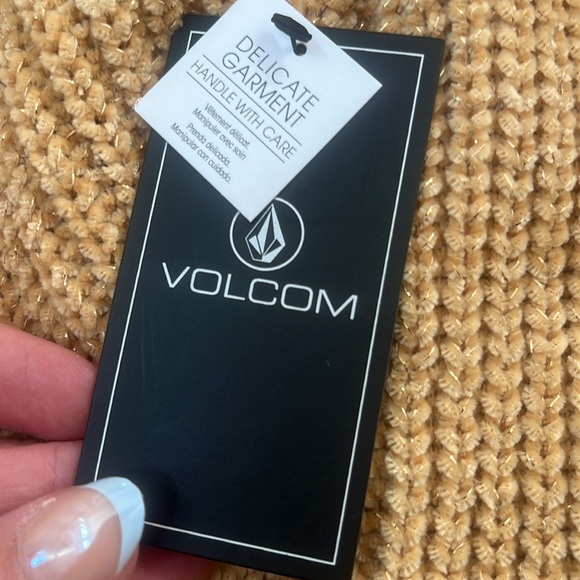 DELICATE
GARMENT
HANDLE WITH CARE
Vêtement délicat.
Manipuler avec soin
Prenda delicada.
Manipular con cuidado.
VOLCOM